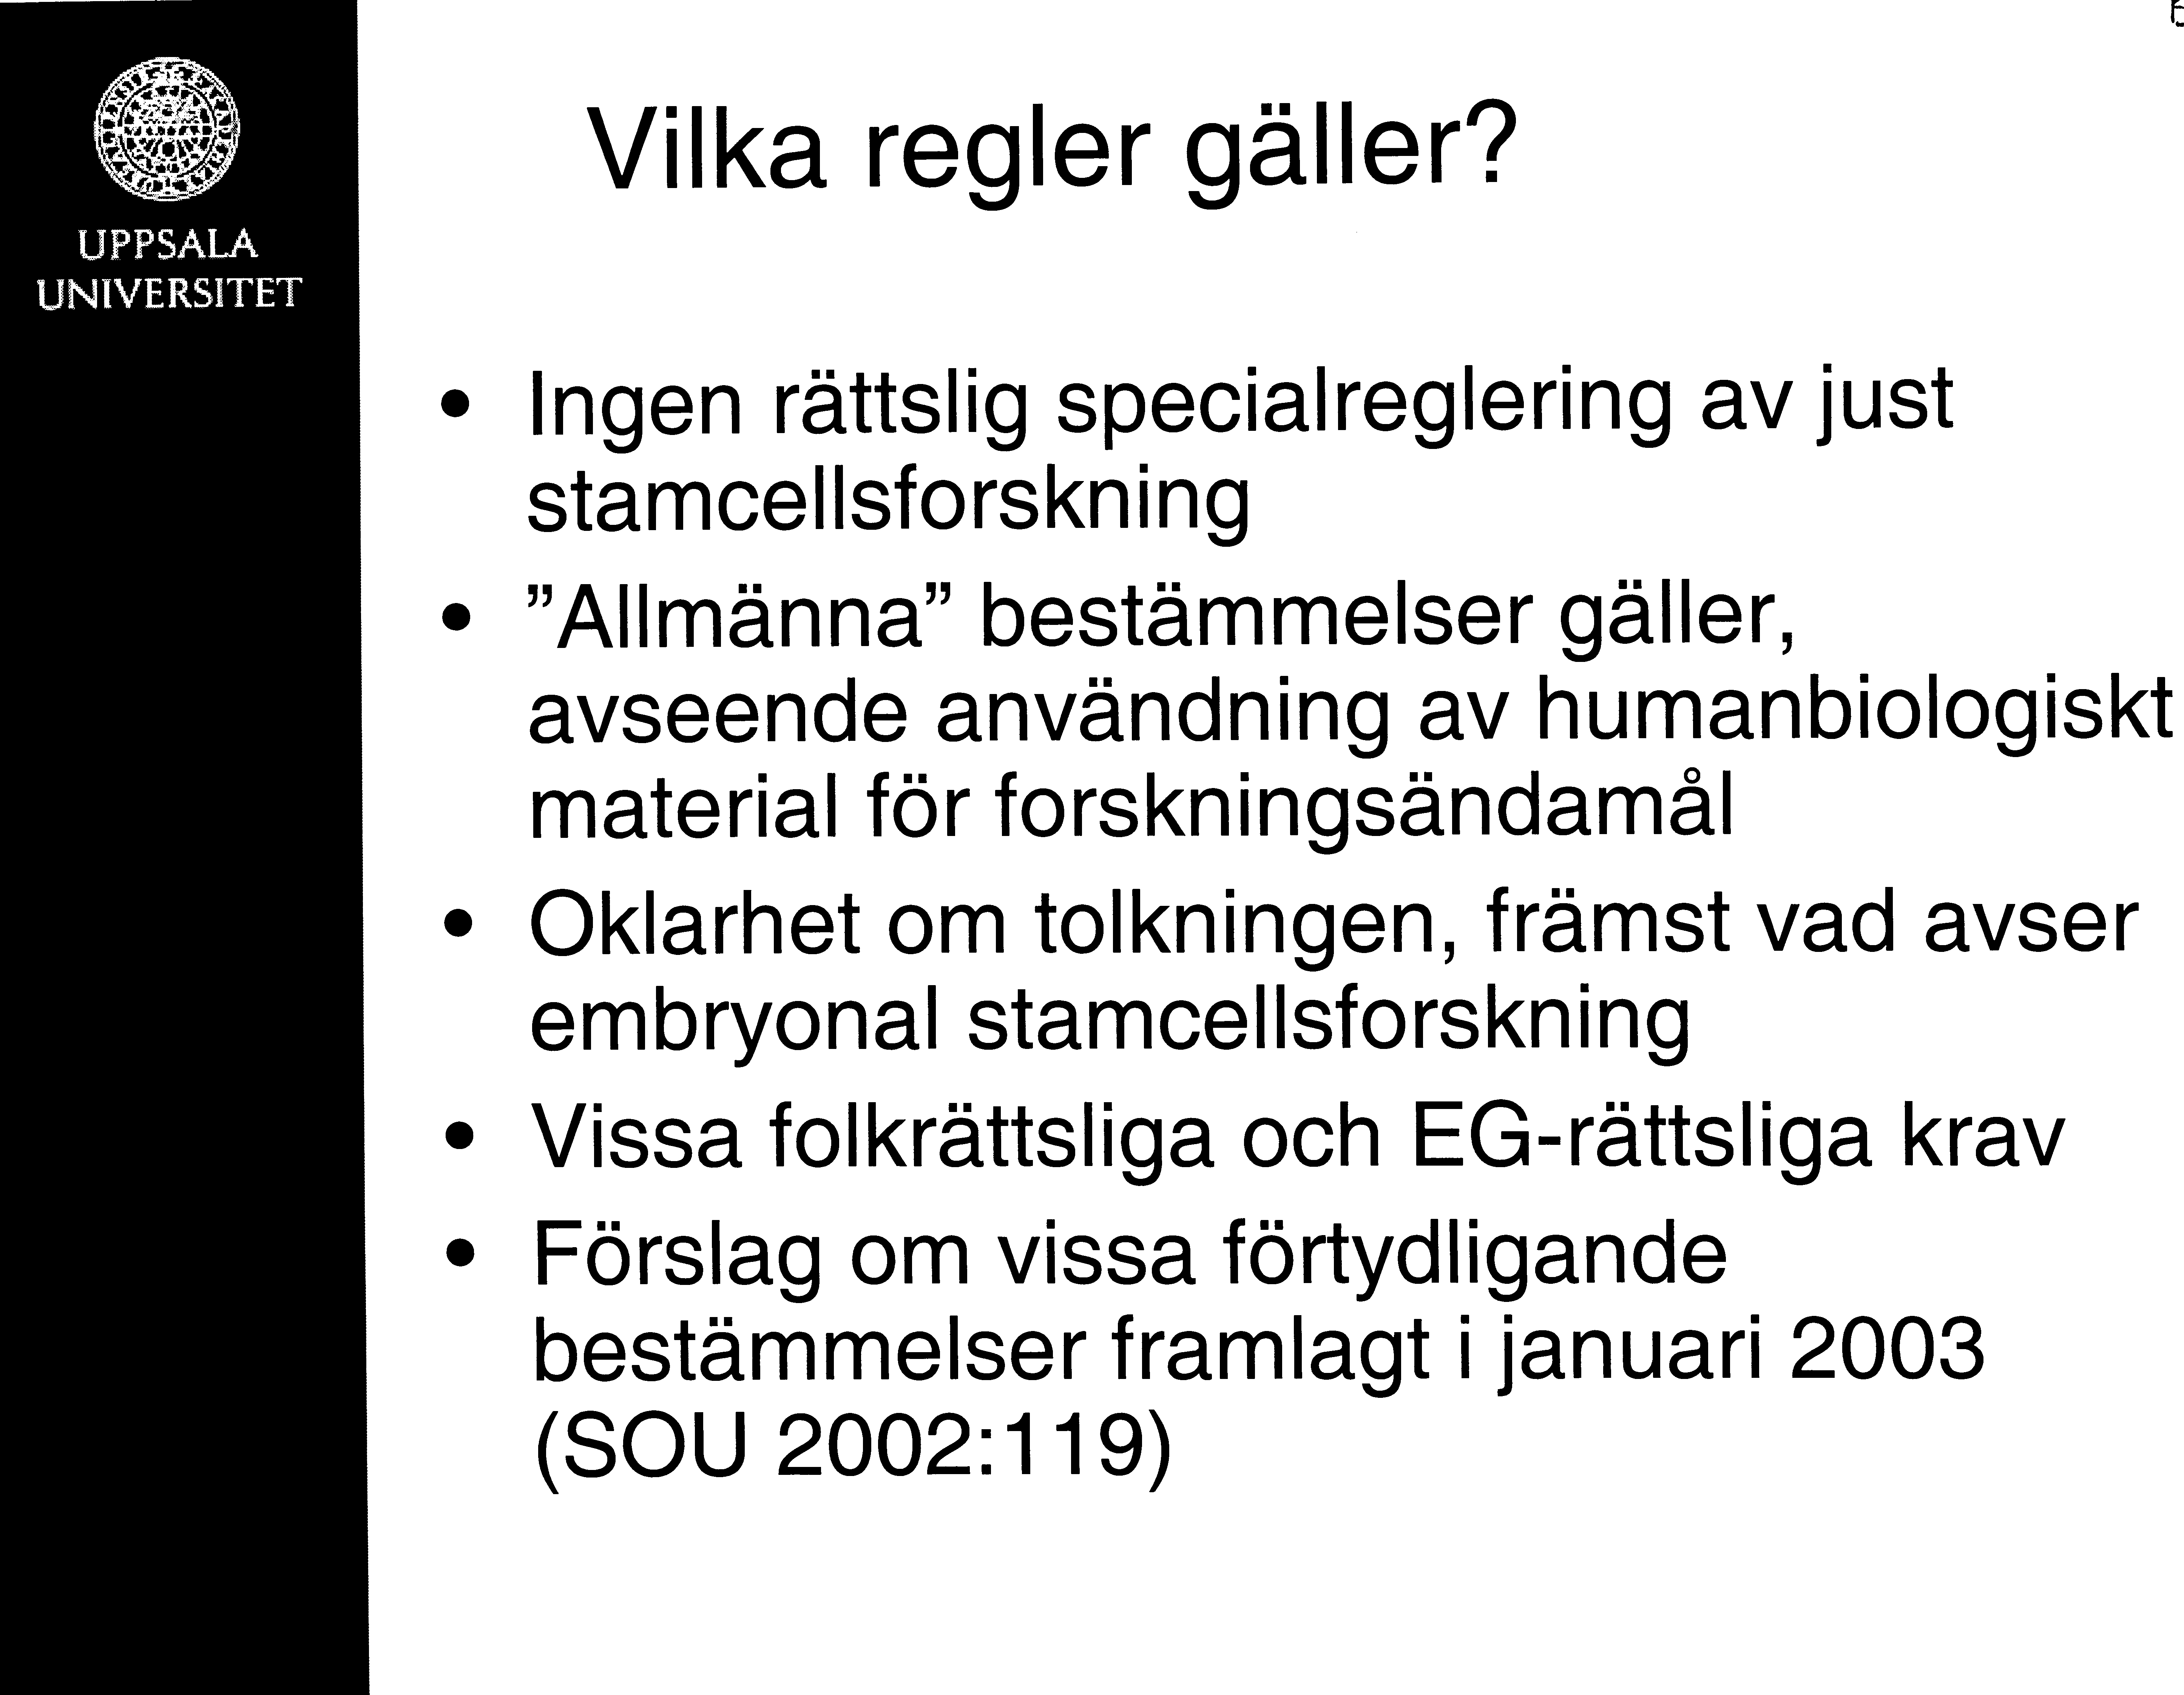 UPPSALA
UNIVERSITET
Vilka regler gäller?
• Ingen rättslig specialreglering av just
stamcellsforskning
• ”Allmänna” bestämmelser gäller,
avseende användning av humanbiologiskt
material för forskningsändamål
• Oklarhet om tolkningen, främst vad avser
embryonal stamcellsforskning
• Vissa folkrättsliga och EG-rättsliga krav
• Förslag om vissa förtydligande
bestämmelser framlagt i januari 2003
(SOU 2002:119)